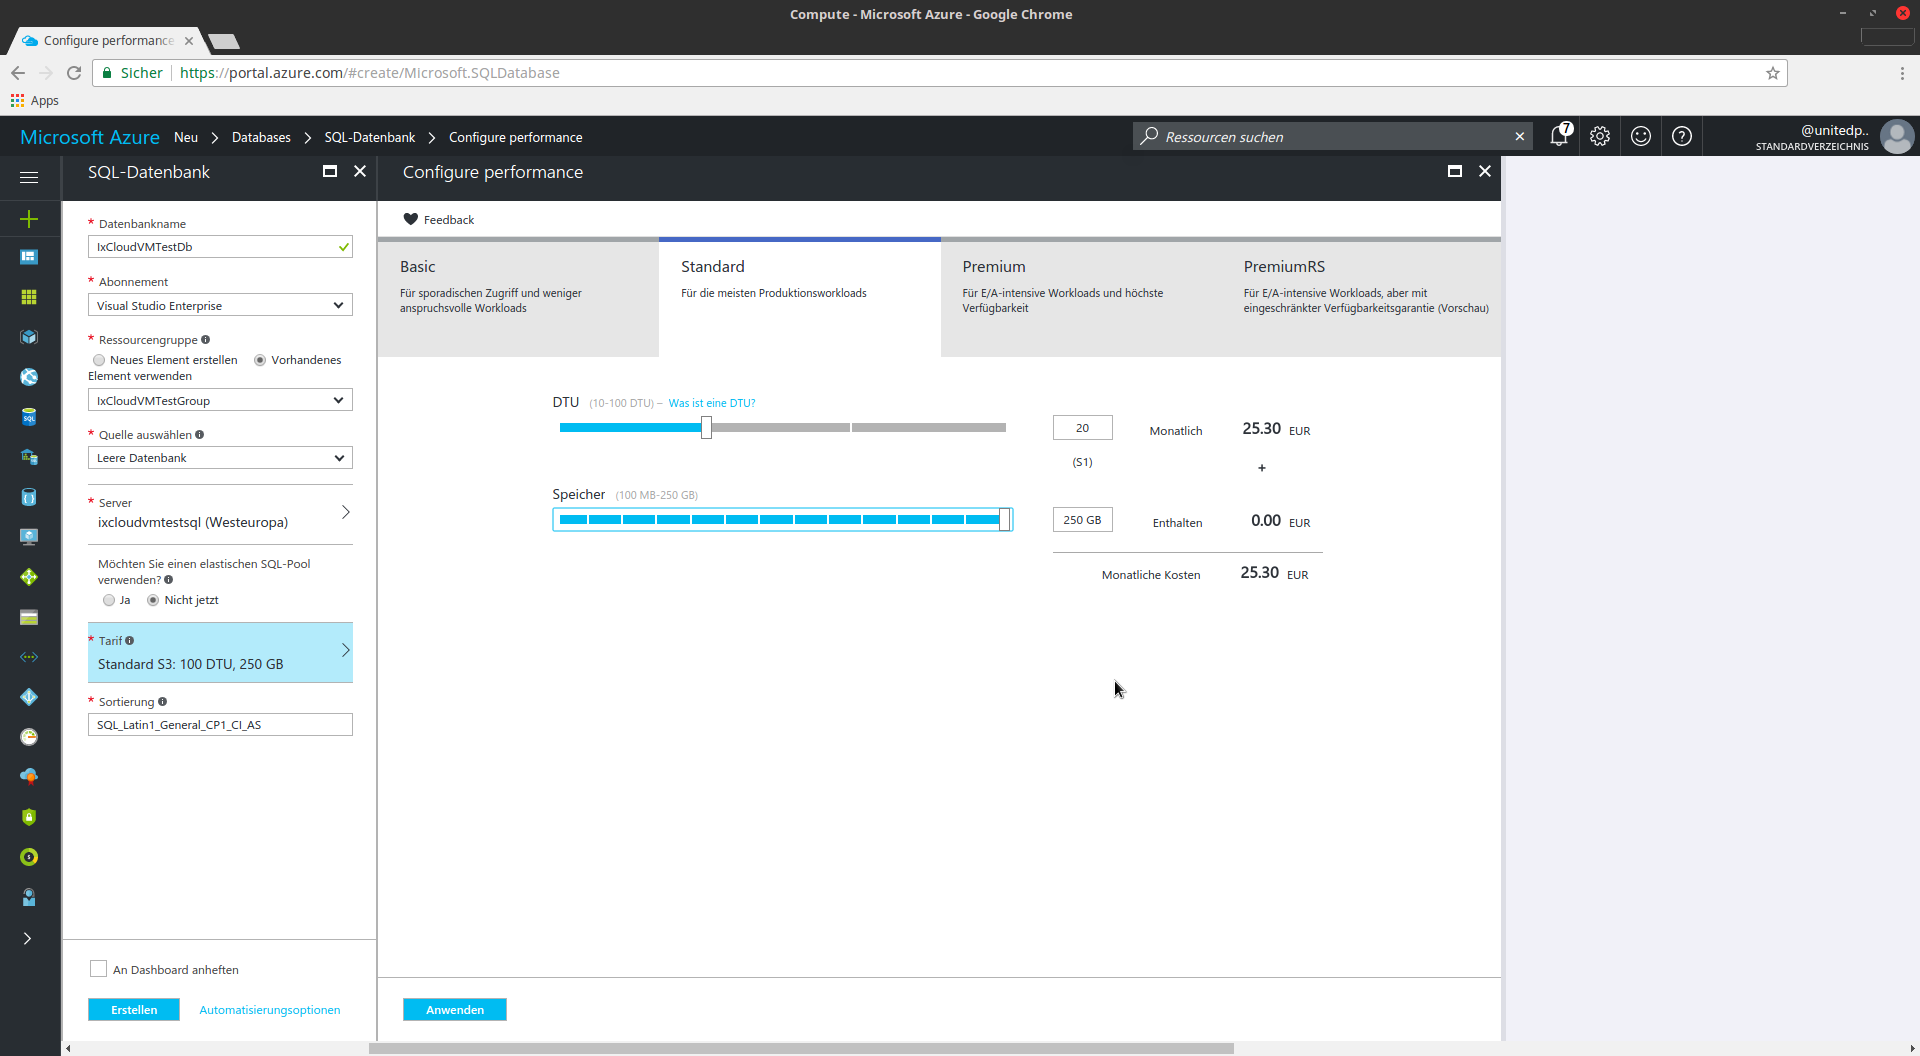 Compute - Microsoft Azure - Google Chrome
Configure performance
Sicher https://portal.azure.com/#create/Microsoft.SQLDatabase
Apps
Microsoft Azure Neu > Databases > SQL-Datenbank > Configure performance
Ressourcen suchen
7
@unitedp..
STANDARDVERZEICHNIS
SQL-Datenbank
* Datenbankname
IxCloudVMTestDb
* Abonnement
Visual Studio Enterprise
* Ressourcengruppe
Neues Element erstellen Vorhandenes
Element verwenden
IxCloudVMTestGroup
* Quelle auswählen
Leere Datenbank
* Server
ixcloudvmtestsql (Westeuropa)
Möchten Sie einen elastischen SQL-Pool
verwenden?
Ja Nicht jetzt
* Tarif
Standard S3: 100 DTU, 250 GB
* Sortierung
SQL_Latin1_General_CP1_CI_AS
An Dashboard anheften
Erstellen Automatisierungsoptionen
Configure performance
Feedback
Basic
Für sporadischen Zugriff und weniger
anspruchsvolle Workloads
Standard
Für die meisten Produktionsworkloads
Premium
Für E/A-intensive Workloads und höchste
Verfügbarkeit
PremiumRS
Für E/A-intensive Workloads, aber mit
eingeschränkter Verfügbarkeitsgarantie (Vorschau)
DTU (10-100 DTU) – Was ist eine DTU?
20 Monatlich 25.30 EUR
(S1) +
Speicher (100 MB-250 GB)
250 GB Enthalten 0.00 EUR
Monatliche Kosten 25.30 EUR
Anwenden
SQL